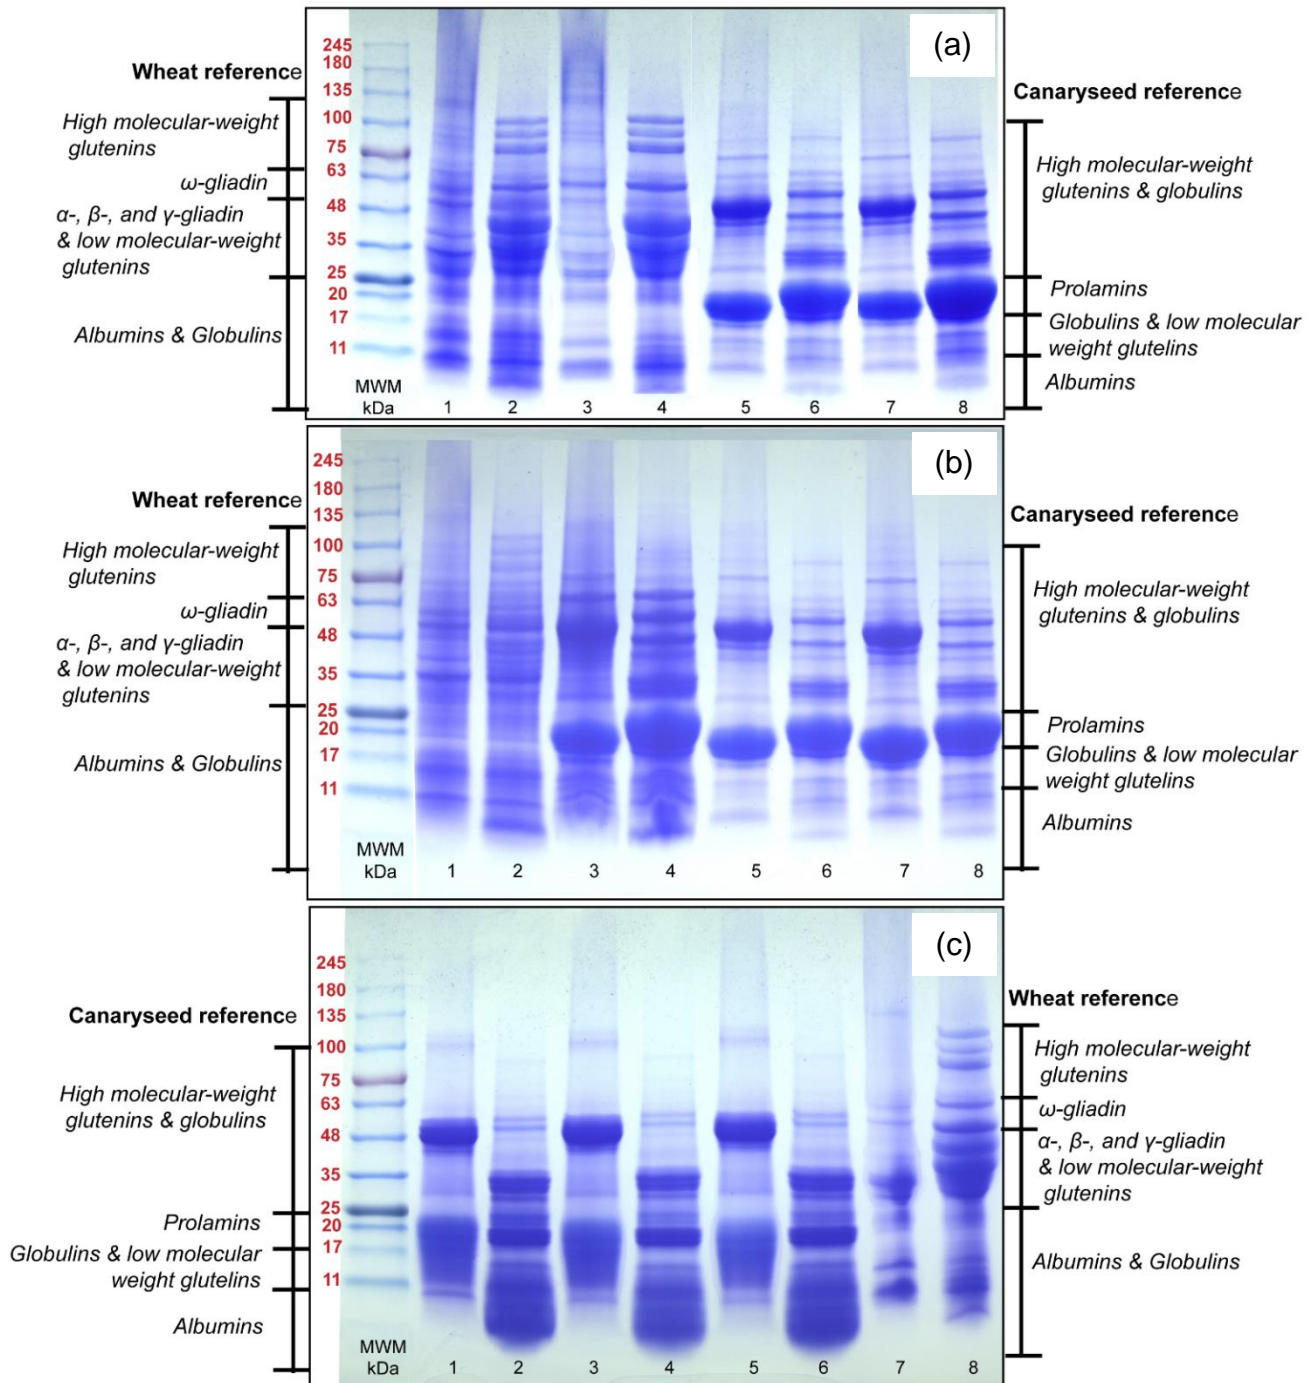 (a)
Wheat reference
High molecular-weight
glutenins
ω-gliadin
α-, β-, and γ-gliadin
& low molecular-weight
glutenins
Albumins & Globulins
245
180
135
100
75
63
48
35
25
20
17
11
MWM
kDa
1 2 3 4 5 6 7 8
Canaryseed reference
High molecular-weight
glutenins & globulins
Prolamins
Globulins & low molecular
weight glutelins
Albumins
(b)
Wheat reference
High molecular-weight
glutenins
ω-gliadin
α-, β-, and γ-gliadin
& low molecular-weight
glutenins
Albumins & Globulins
245
180
135
100
75
63
48
35
25
20
17
11
MWM
kDa
1 2 3 4 5 6 7 8
Canaryseed reference
High molecular-weight
glutenins & globulins
Prolamins
Globulins & low molecular
weight glutelins
Albumins
(c)
Canaryseed reference
High molecular-weight
glutenins & globulins
Prolamins
Globulins & low molecular
weight glutelins
Albumins
245
180
135
100
75
63
48
35
25
20
17
11
MWM
kDa
1 2 3 4 5 6 7 8
Wheat reference
High molecular-weight
glutenins
ω-gliadin
α-, β-, and γ-gliadin
& low molecular-weight
glutenins
Albumins & Globulins